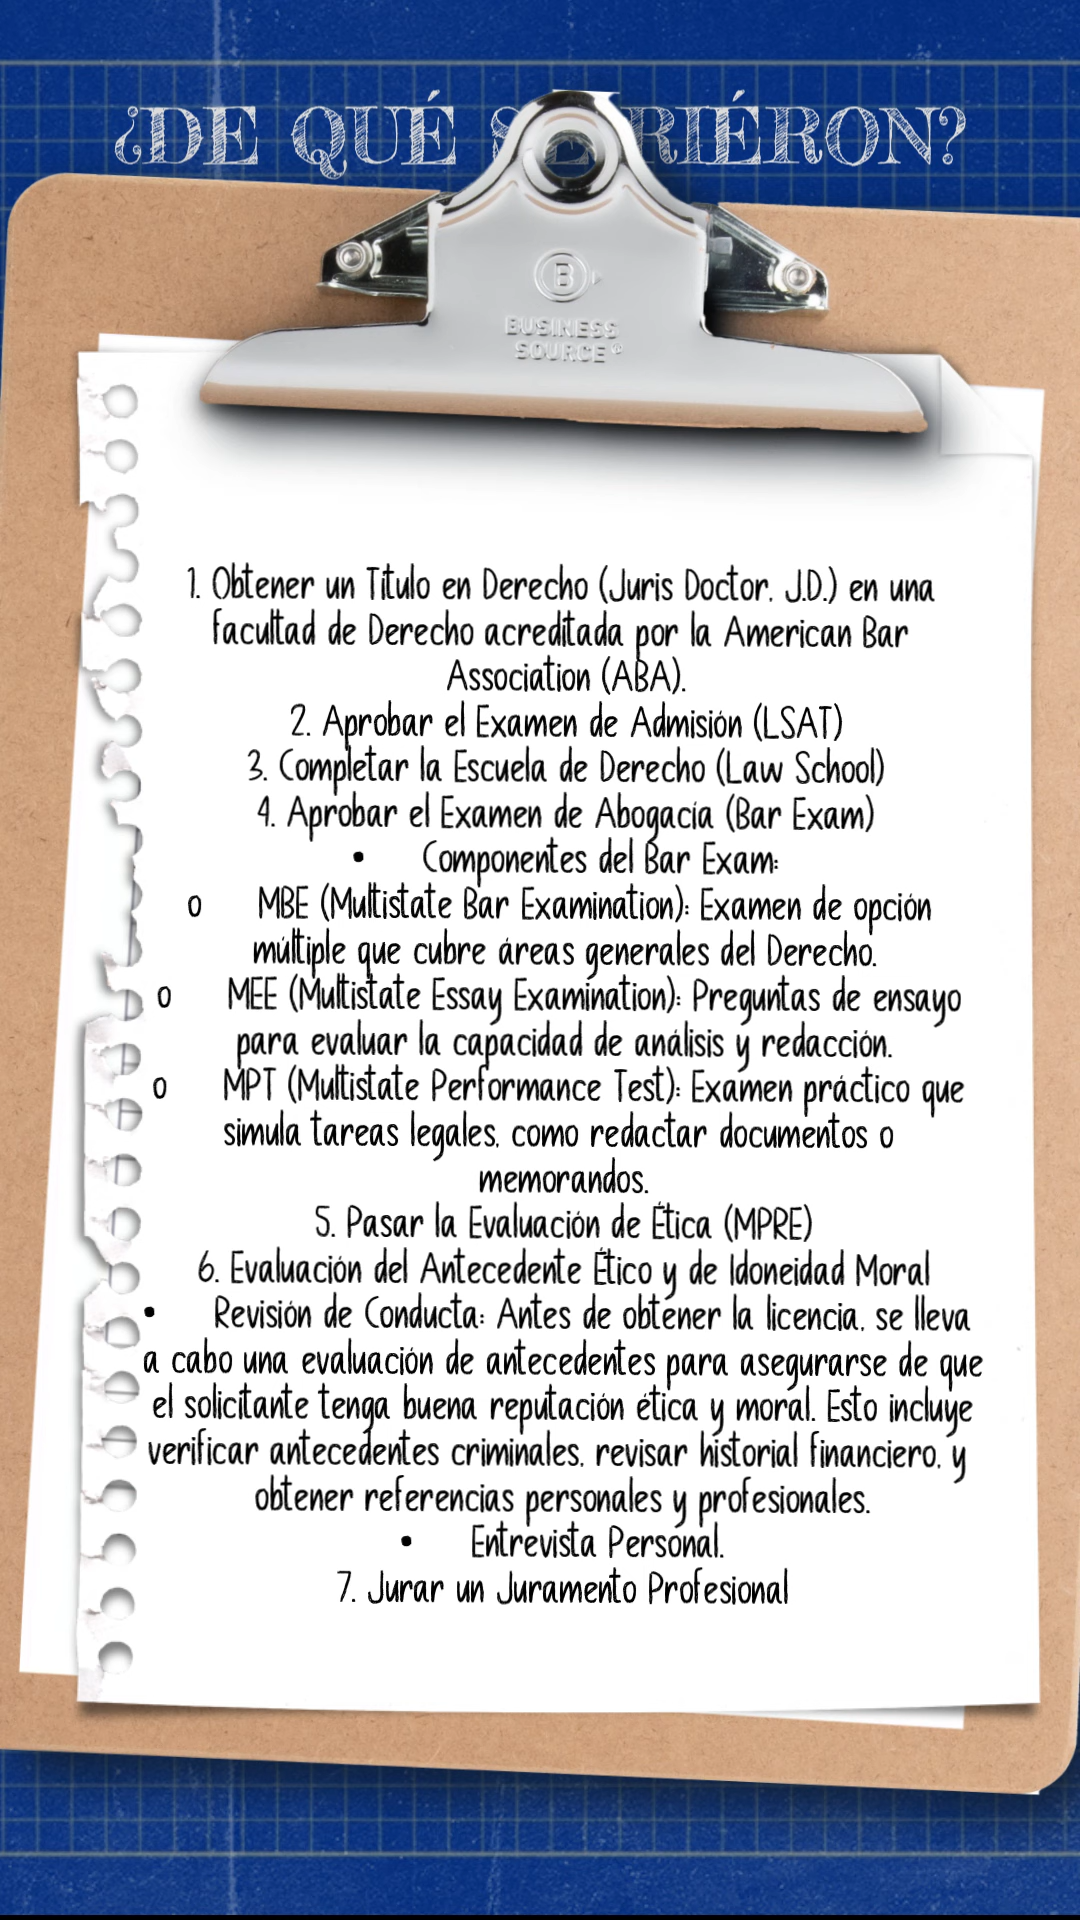 ¿DE QUÉ
BUSINESS
SOURCE®
1. Obtener un Título en Derecho (Juris Doctor, J.D.) en una
facultad de Derecho acreditada por la American Bar
Association (ABA).
2. Aprobar el Examen de Admisión (LSAT)
3. Completar la Escuela de Derecho (Law School)
4. Aprobar el Examen de Abogacía (Bar Exam)
• Componentes del Bar Exam:
o MBE (Multistate Bar Examination): Examen de opción
múltiple que cubre áreas generales del Derecho.
o MEE (Multistate Essay Examination): Preguntas de ensayo
para evaluar la capacidad de análisis y redacción.
o MPT (Multistate Performance Test): Examen práctico que
simula tareas legales, como redactar documentos o
memorandos.
5. Pasar la Evaluación de Ética (MPRE)
6. Evaluación del Antecedente Ético y de Idoneidad Moral
• Revisión de Conducta: Antes de obtener la licencia, se lleva
a cabo una evaluación de antecedentes para asegurarse de que
el solicitante tenga buena reputación ética y moral. Esto incluye
verificar antecedentes criminales, revisar historial financiero, y
obtener referencias personales y profesionales.
• Entrevista Personal.
7. Jurar un Juramento Profesional